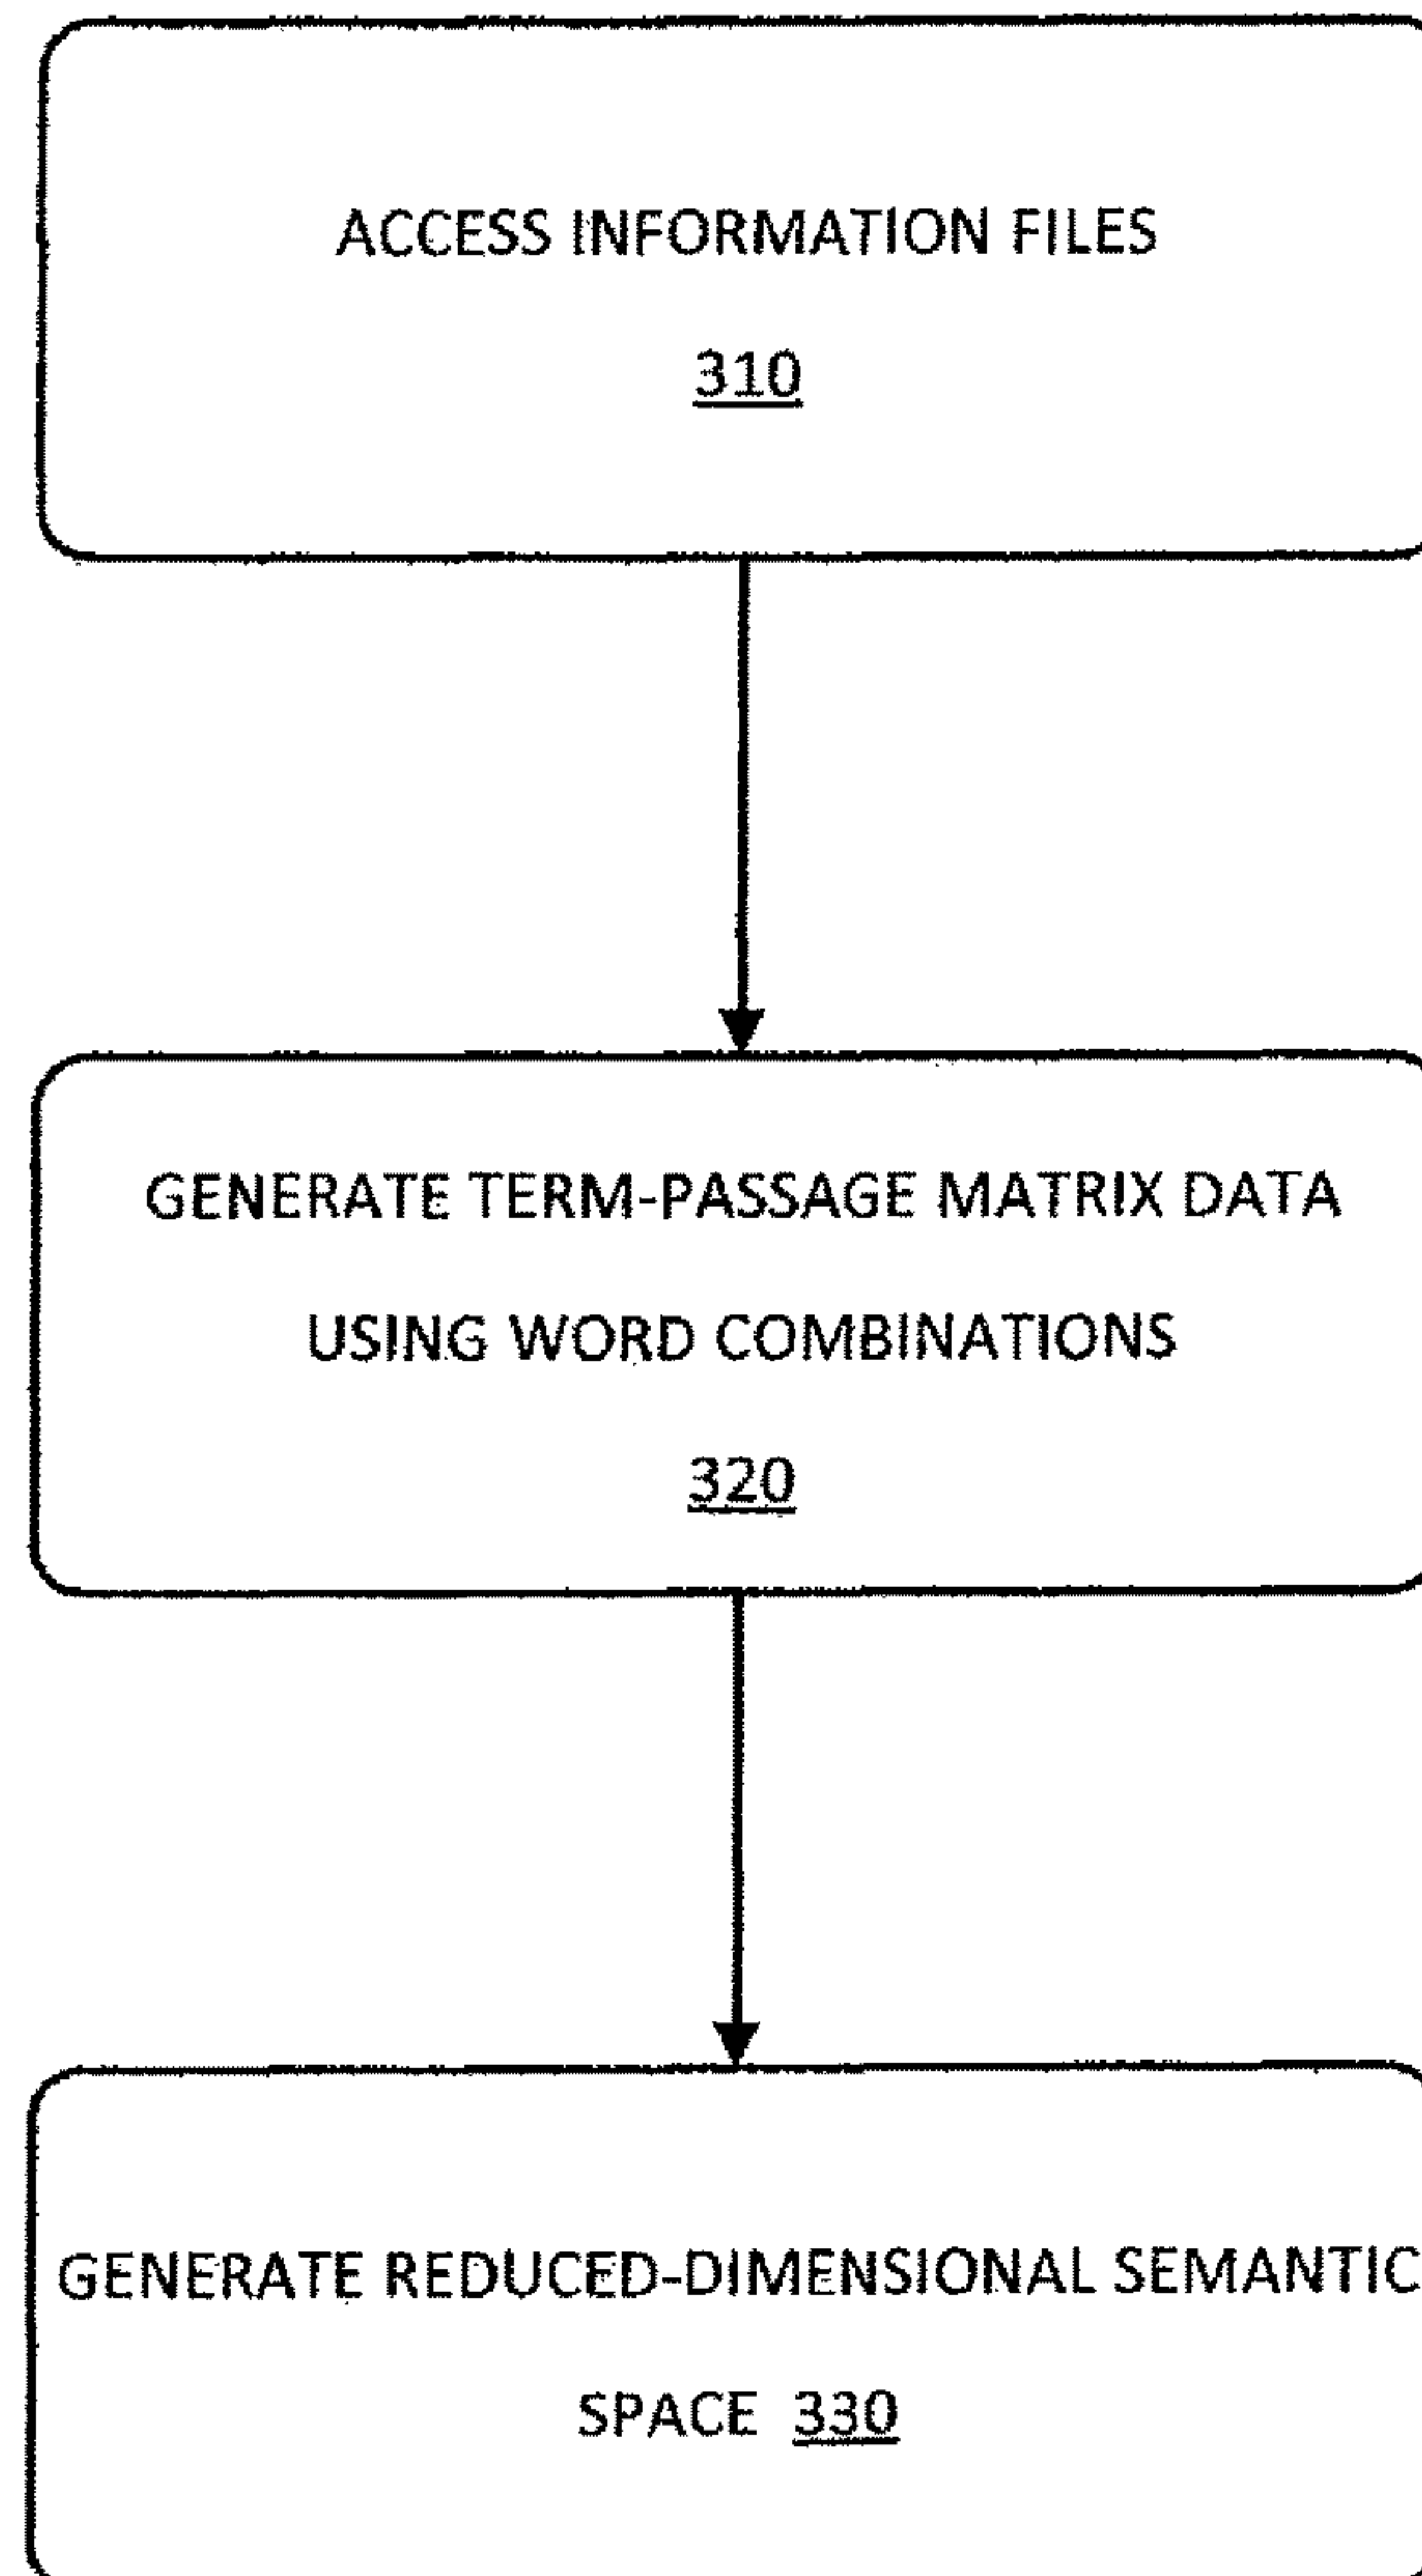 ACCESS INFORMATION FILES
310
GENERATE TERM-PASSAGE MATRIX DATA
USING WORD COMBINATIONS
320
GENERATE REDUCED-DIMENSIONAL SEMANTIC
SPACE 330